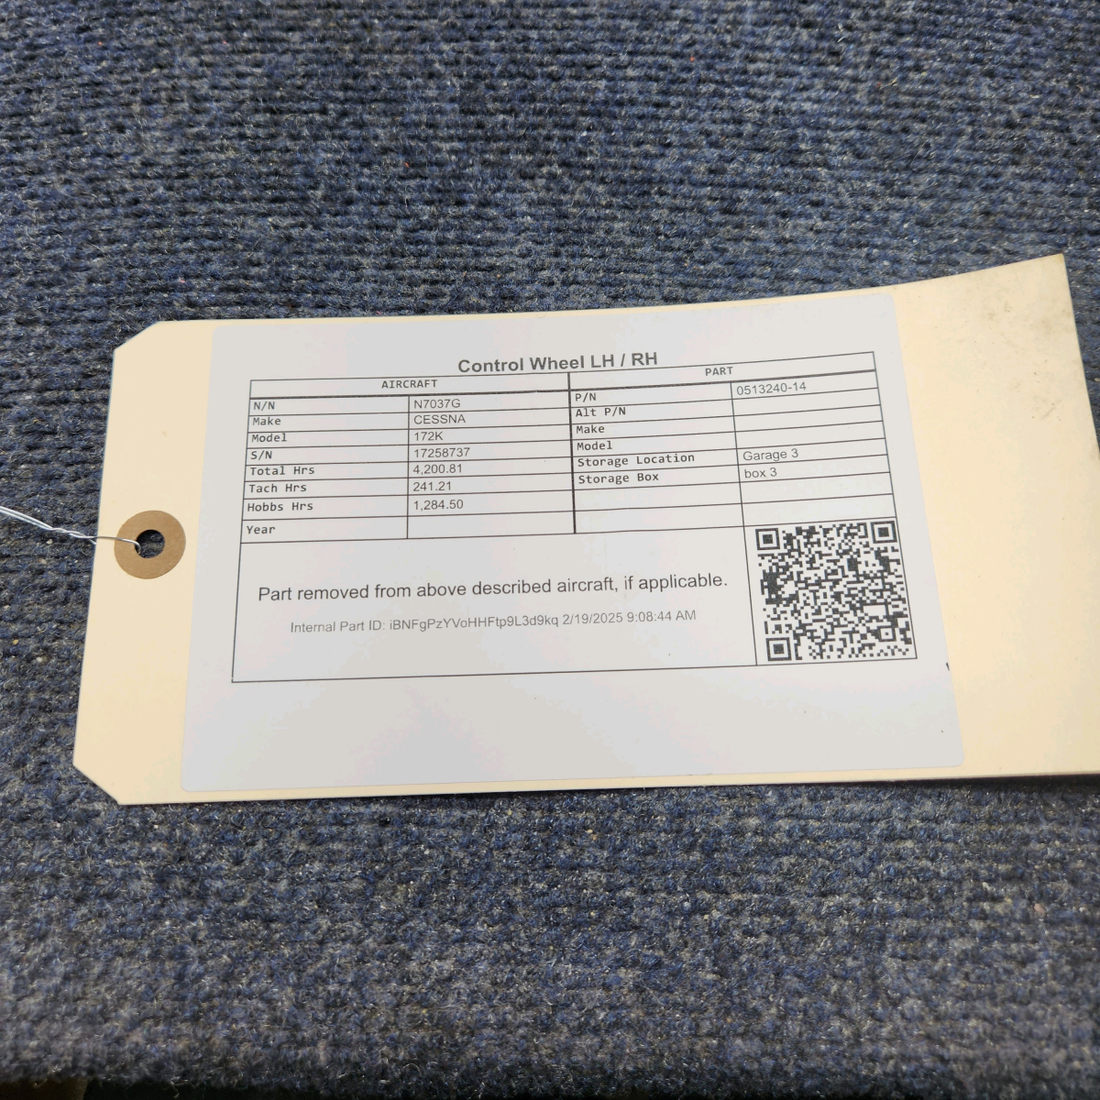 Control Wheel LH / RH
AIRCRAFT PART
N/N N7037G P/N 0513240-14
Make CESSNA Alt P/N
Model 172K Make
S/N 17258737 Model
Total Hrs 4,200.81 Storage Location Garage 3
Tach Hrs 241.21 Storage Box box 3
Hobbs Hrs 1,284.50
Year
Part removed from above described aircraft, if applicable.
Internal Part ID: iBNFgPzYVoHHFtp9L3d9kq 2/19/2025 9:08:44 AM